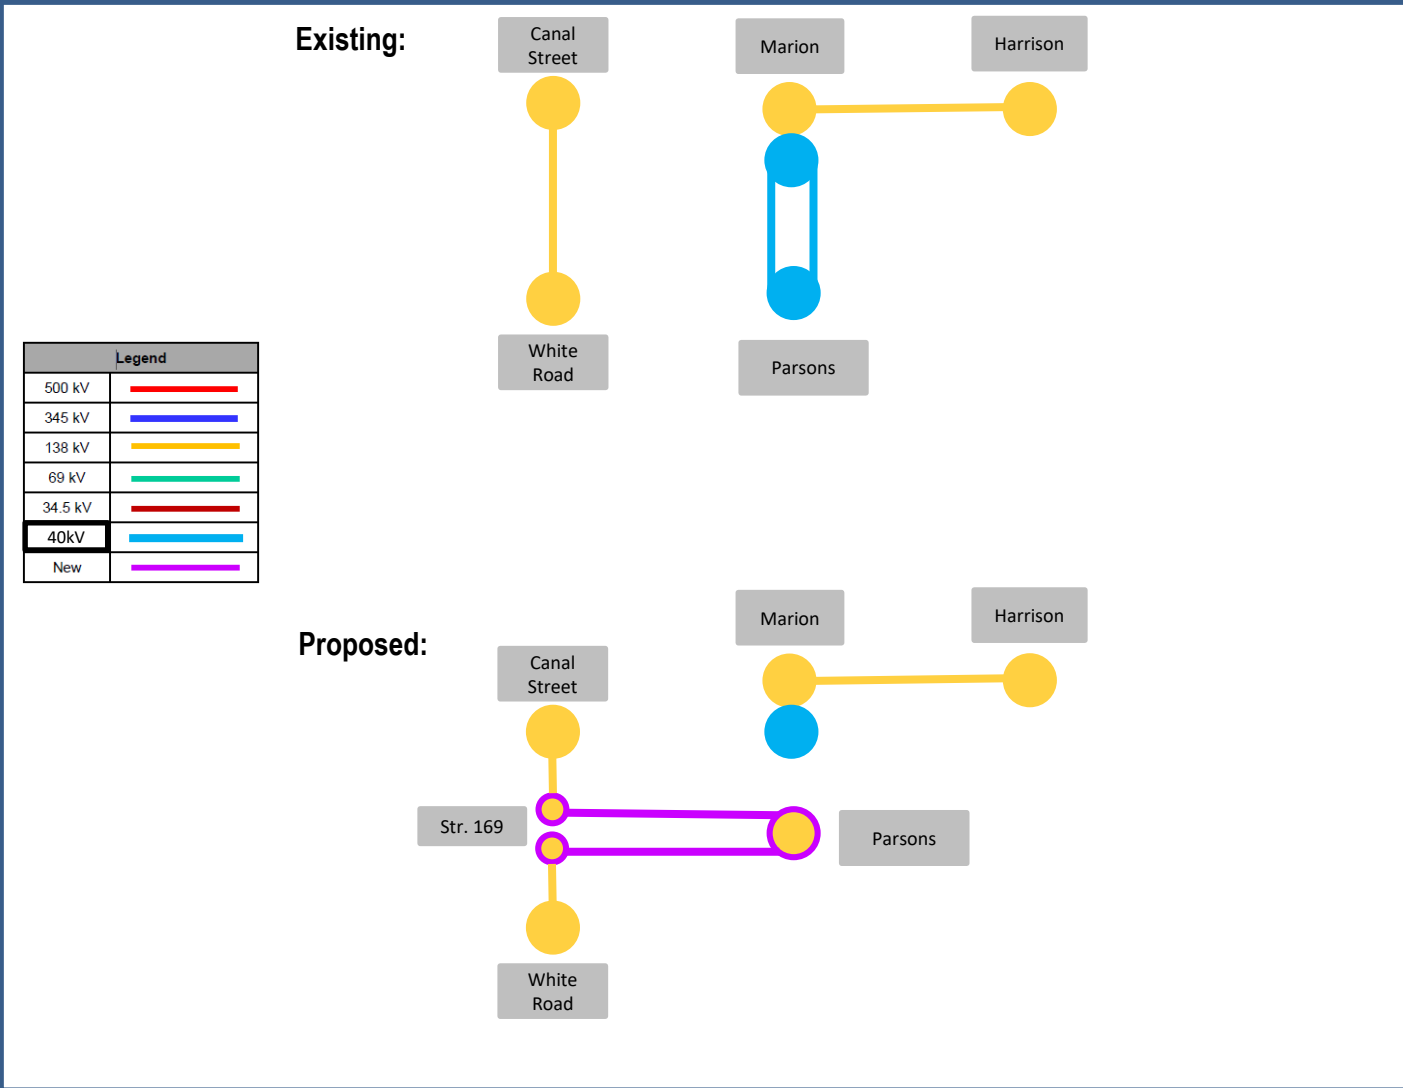 Existing:
Canal
Street
Marion
Harrison
White
Road
Parsons
Legend
500 kV
345 kV
138 kV
69 kV
34.5 kV
40kV
New
Proposed:
Marion
Harrison
Canal
Street
Str. 169
Parsons
White
Road